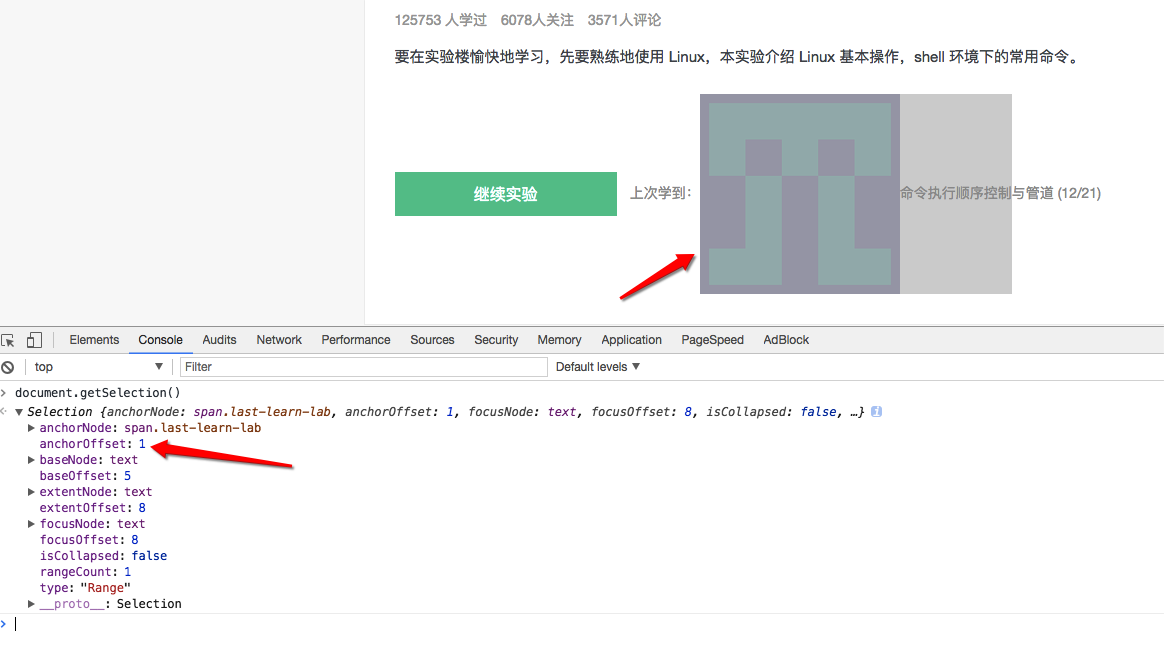 125753 人学过 6078人关注 3571人评论
要在实验楼愉快地学习，先要熟练地使用 Linux，本实验介绍 Linux 基本操作，shell 环境下的常用命令。
继续实验 上次学到： 命令执行顺序控制与管道 (12/21)
Elements Console Audits Network Performance Sources Security Memory Application PageSpeed AdBlock
top Filter Default levels
document.getSelection()
Selection {anchorNode: span.last-learn-lab, anchorOffset: 1, focusNode: text, focusOffset: 8, isCollapsed: false, …}
anchorNode: span.last-learn-lab
anchorOffset: 1
baseNode: text
baseOffset: 5
extentNode: text
extentOffset: 8
focusNode: text
focusOffset: 8
isCollapsed: false
rangeCount: 1
type: "Range"
__proto__: Selection